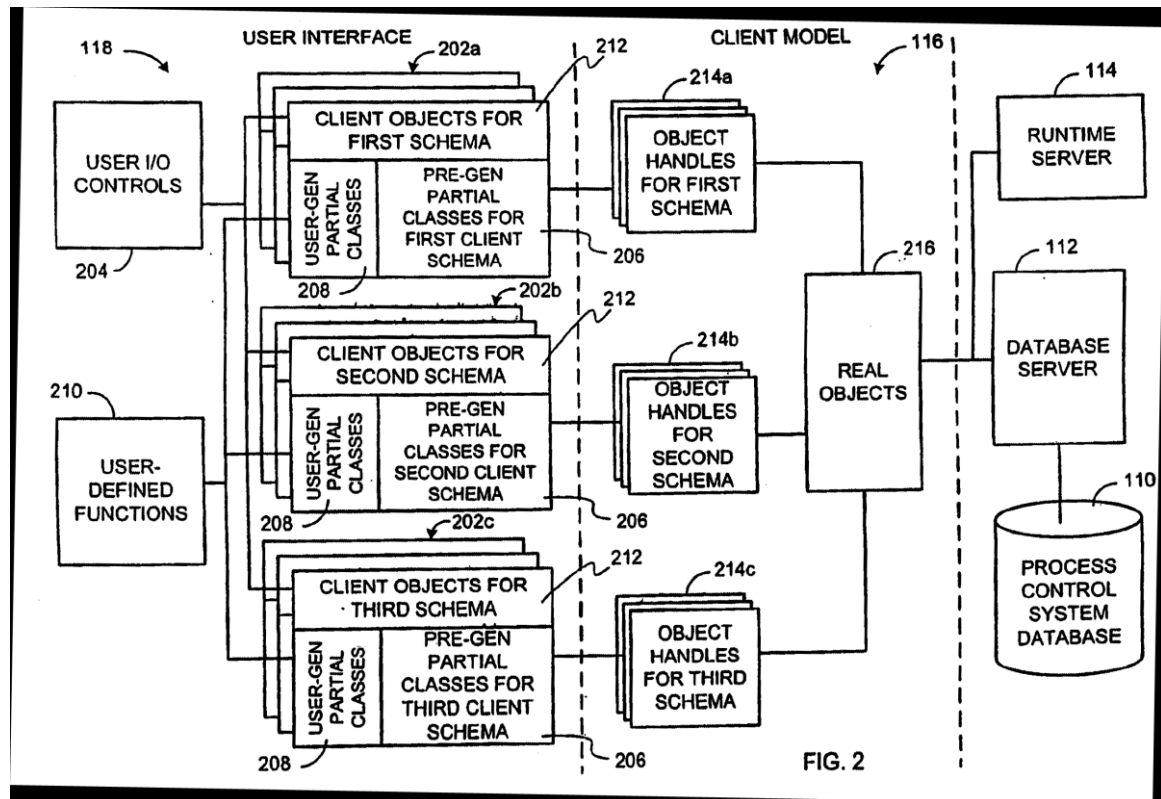 USER INTERFACE
CLIENT MODEL
118
202a
212
116
214a
114
USER I/O
CONTROLS
204
CLIENT OBJECTS FOR
FIRST SCHEMA
USER-GEN
PARTIAL
CLASSES
PRE-GEN
PARTIAL
CLASSES FOR
FIRST CLIENT
SCHEMA
208
206
OBJECT
HANDLES
FOR FIRST
SCHEMA
RUNTIME
SERVER
202b
212
CLIENT OBJECTS FOR
SECOND SCHEMA
USER-GEN
PARTIAL
CLASSES
PRE-GEN
PARTIAL
CLASSES FOR
SECOND CLIENT
SCHEMA
208
206
214b
OBJECT
HANDLES
FOR
SECOND
SCHEMA
216
REAL
OBJECTS
112
DATABASE
SERVER
210
USER-
DEFINED
FUNCTIONS
202c
212
CLIENT OBJECTS FOR
THIRD SCHEMA
USER-GEN
PARTIAL
CLASSES
PRE-GEN
PARTIAL
CLASSES FOR
THIRD CLIENT
SCHEMA
208
206
214c
OBJECT
HANDLES
FOR THIRD
SCHEMA
110
PROCESS
CONTROL
SYSTEM
DATABASE
FIG. 2